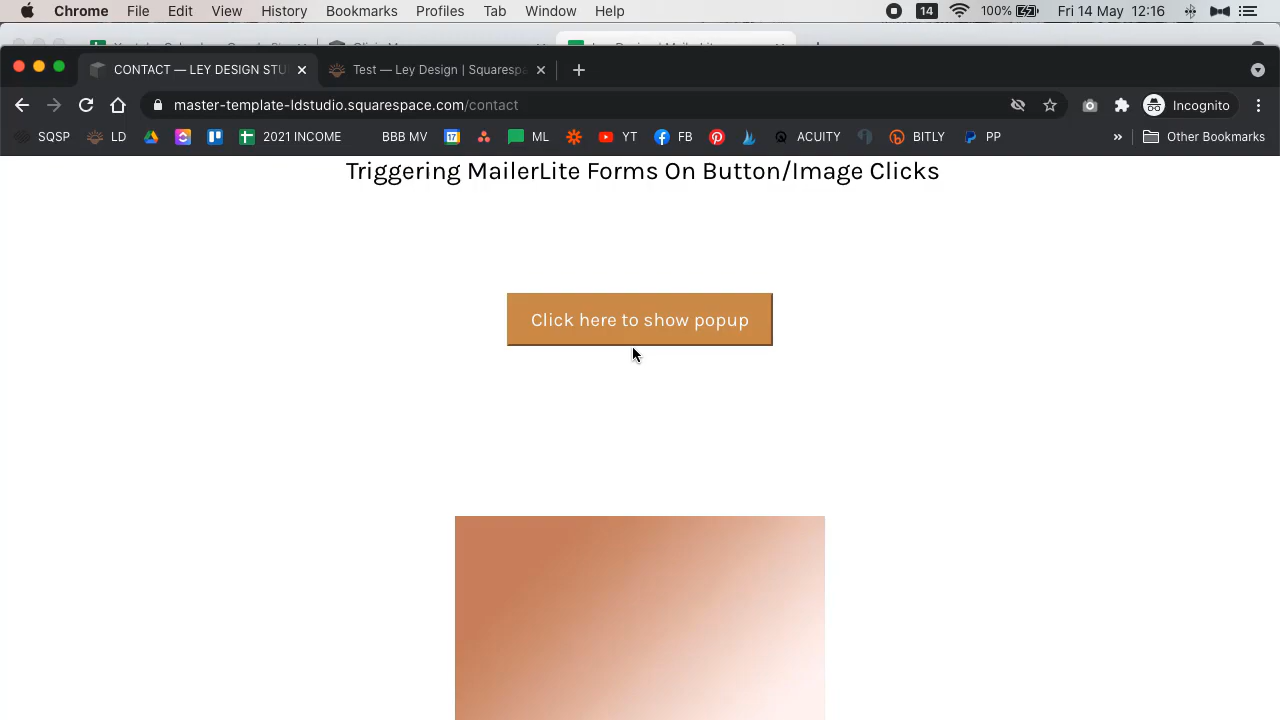 Chrome File Edit View History Bookmarks Profiles Tab Window Help 14 100% Fri 14 May 12:16
CONTACT — LEY DESIGN STU Test — Ley Design | Squarespa
master-template-ldstudio.squarespace.com/contact Incognito
SQSP LD 2021 INCOME BBB MV 17 ML YT FB ACUITY BITLY PP » Other Bookmarks
Triggering MailerLite Forms On Button/Image Clicks
Click here to show popup